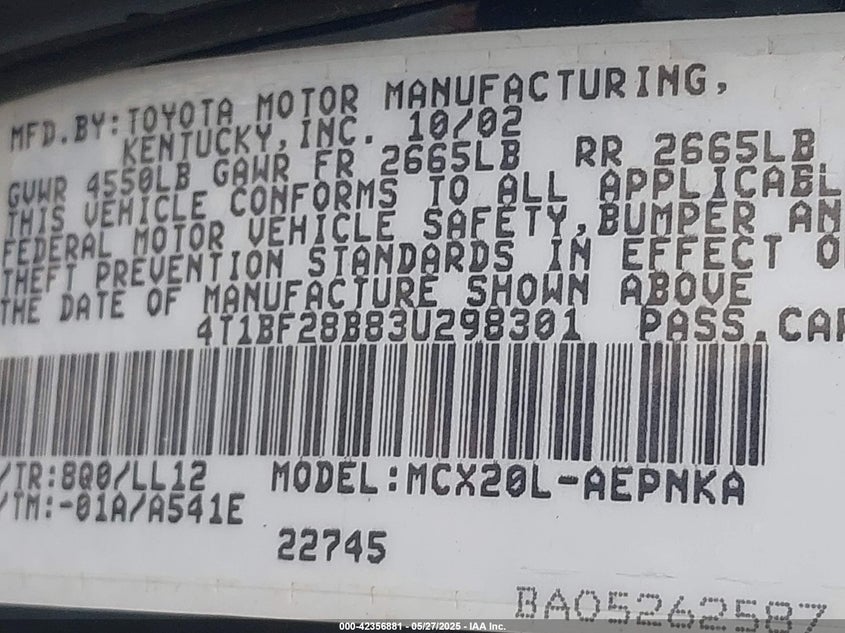 MFD.BY:TOYOTA MOTOR MANUFACTURING,
KENTUCKY,INC. 10/02
GVWR 4550LB GAWR FR 2665LB RR 2665LB
THIS VEHICLE CONFORMS TO ALL APPLICABL
FEDERAL MOTOR VEHICLE SAFETY,BUMPER AN
THEFT PREVENTION STANDARDS IN EFFECT O
THE DATE OF MANUFACTURE SHOWN ABOVE
4T1BF28B83U298301 PASS.CAR
/TR:8Q0/LL12 MODEL:MCX20L-AEPNKA
/TM:-01A/A541E
22745
BA05262587
000-42356881 - 05/27/2025 - IAA Inc.